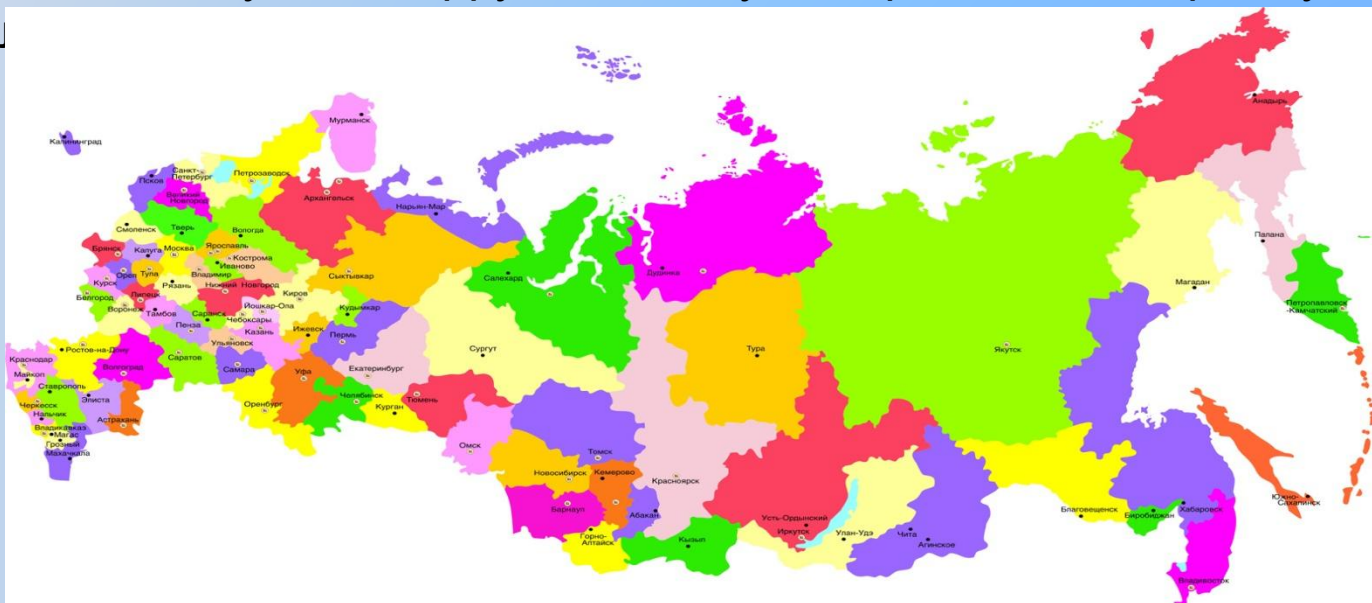 Анадырь
Мурманск
Калининград
Санкт-
Петербург
Петрозаводск
Псков
Великий
Новгород
Архангельск
Нарьян-Мар
Смоленск
Тверь
Вологда
Палана
Брянск
Калуга
Москва
Ярославль
Кострома
Иваново
Дудинка
Салехард
Сыктывкар
Курск
Орел
Тула
Владимир
Рязань
Нижний Новгород
Магадан
Белгород
Липецк
Киров
Йошкар-Ола
Кудымкар
Петропавловск
-Камчатский
Воронеж
Тамбов
Саранск
Чебоксары
Пенза
Казань
Ижевск
Пермь
Якутск
Ростов-на-Дону
Ульяновск
Сургут
Тура
Краснодар
Майкоп
Волгоград
Саратов
Самара
Уфа
Екатеринбург
Ставрополь
Элиста
Оренбург
Челябинск
Курган
Тюмень
Черкесск
Нальчик
Астрахань
Владикавказ
Магас
Грозный
Махачкала
Омск
Томск
Новосибирск
Кемерово
Красноярск
Барнаул
Абакан
Южно-
Сахалинск
Усть-Ордынский
Иркутск
Благовещенск
Биробиджан
Хабаровск
Горно-
Алтайск
Кызыл
Улан-Удэ
Чита
Агинское
Владивосток